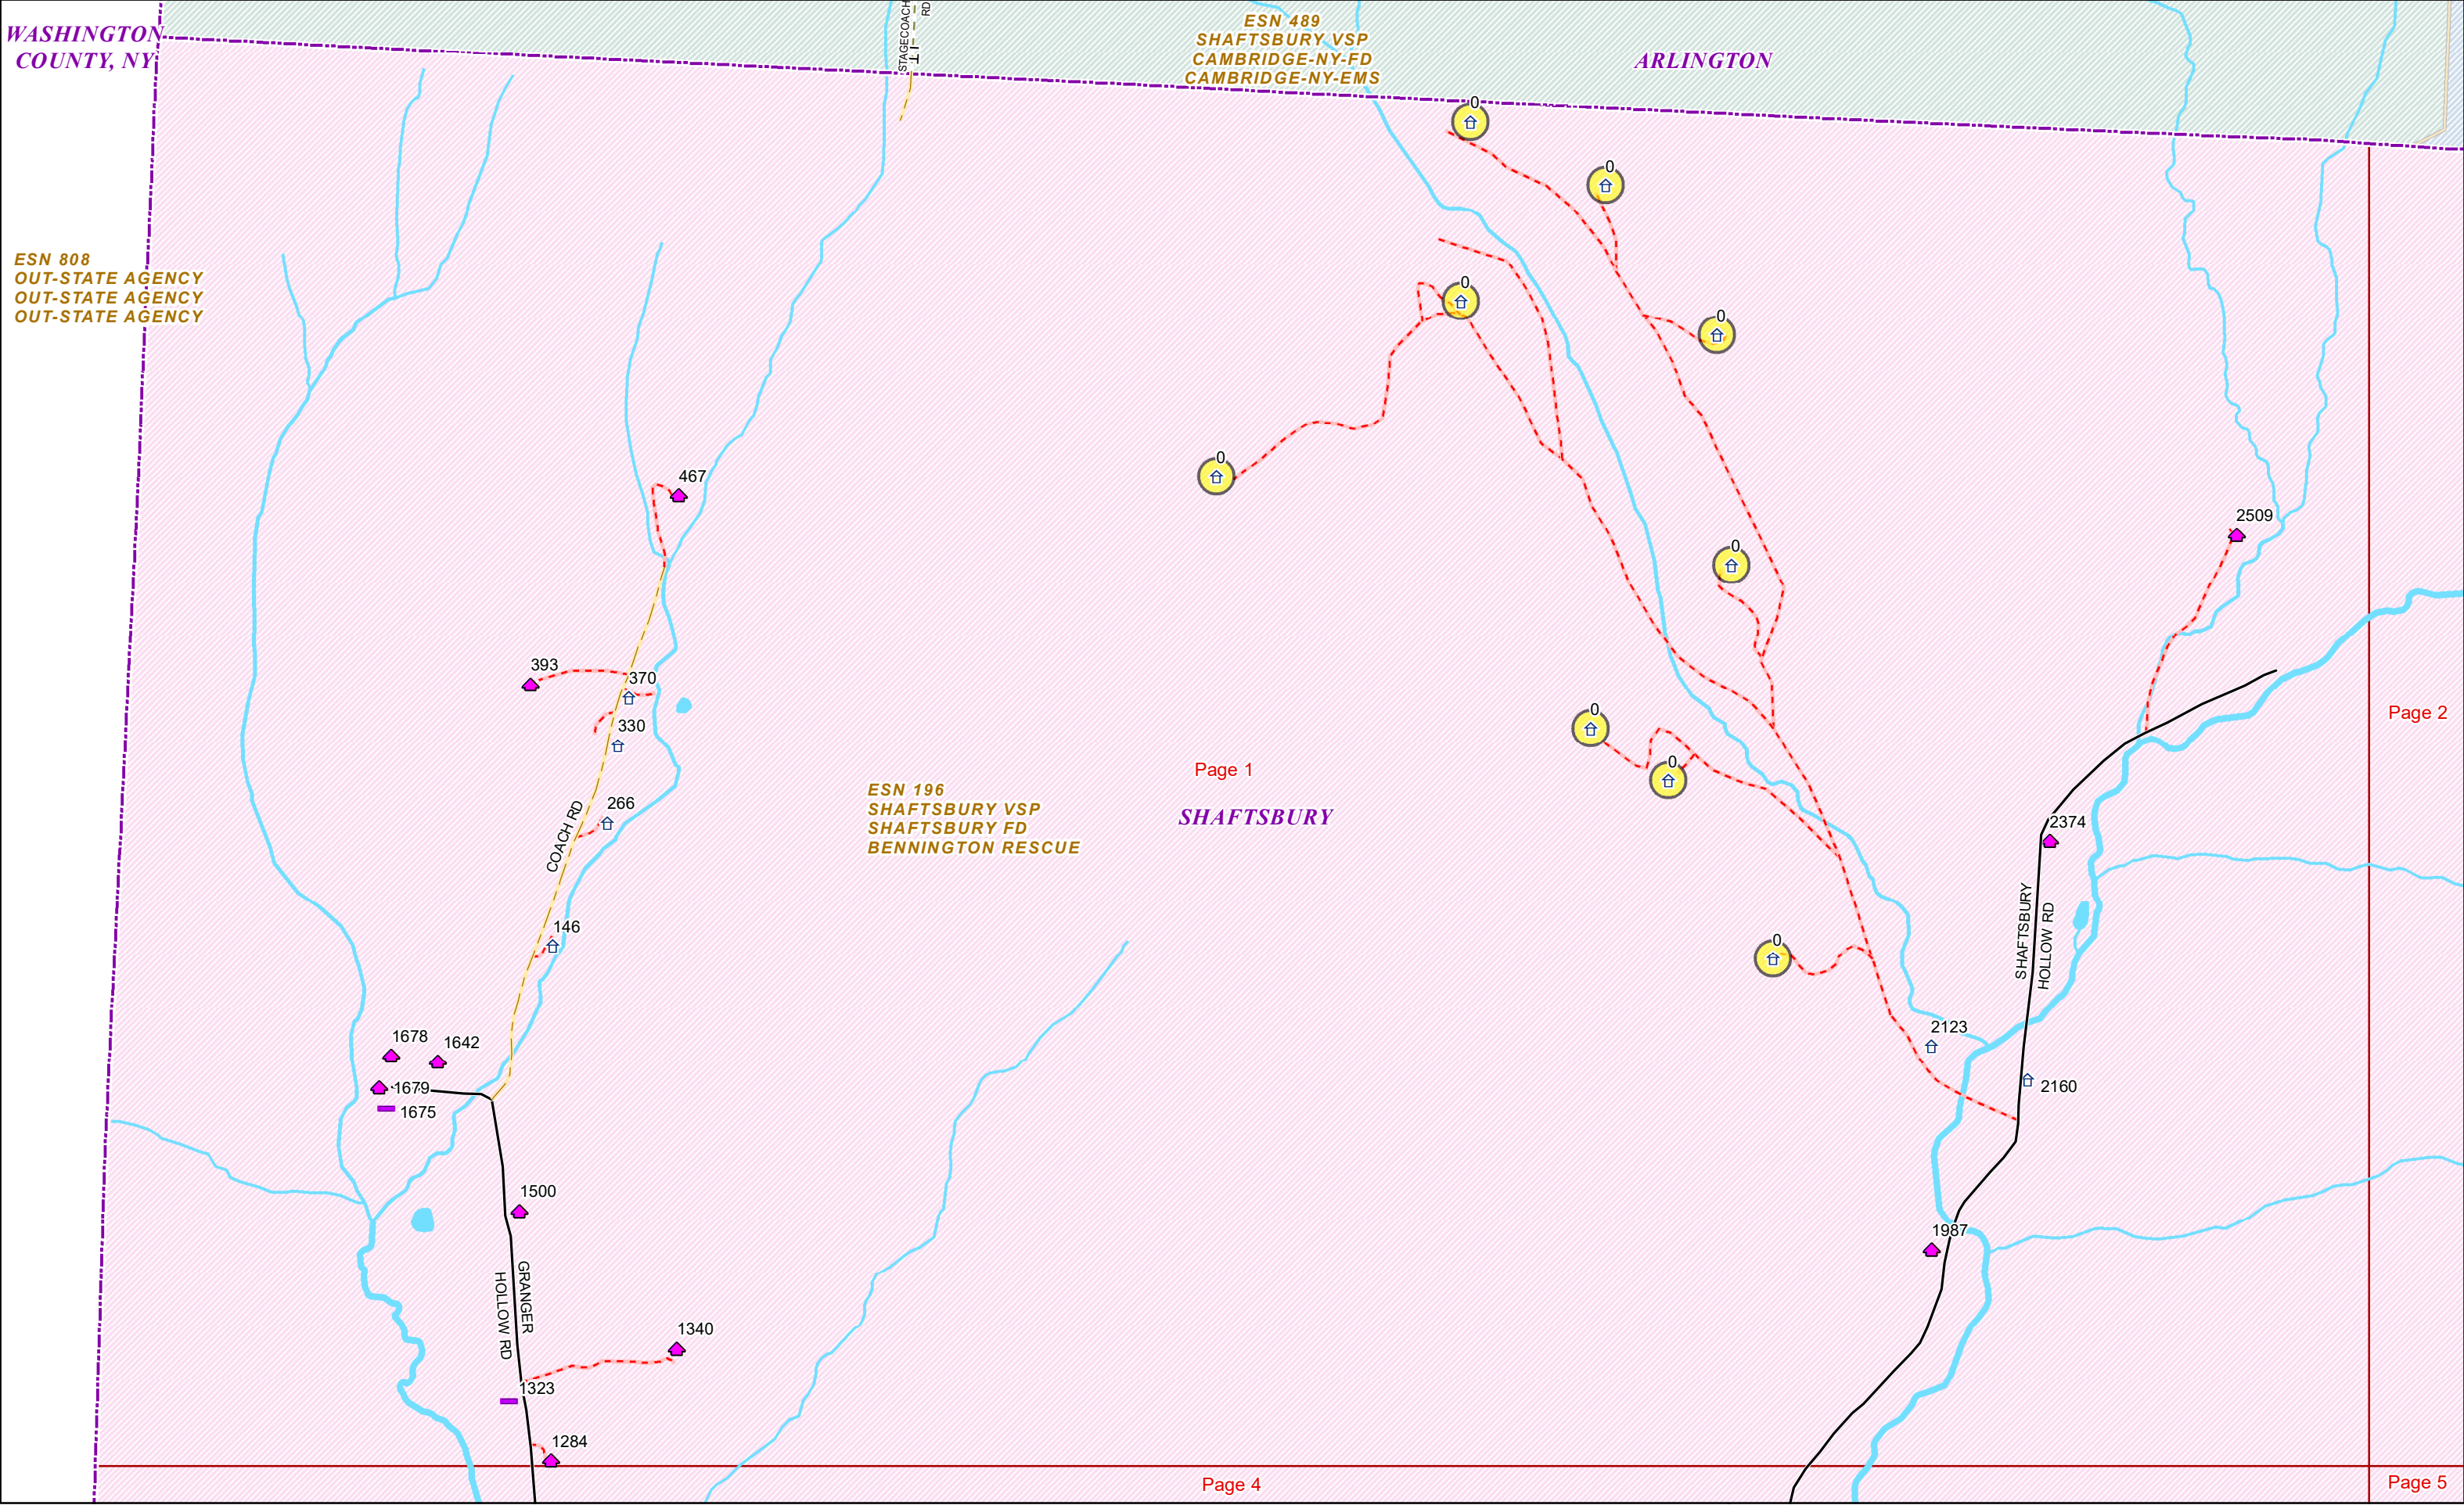 WASHINGTON
COUNTY, NY
STAGECOACH
RD
ESN 489
SHAFTSBURY VSP
CAMBRIDGE-NY-FD
CAMBRIDGE-NY-EMS
ARLINGTON
0
0
ESN 808
OUT-STATE AGENCY
OUT-STATE AGENCY
OUT-STATE AGENCY
0
0
0
467
2509
0
393
370
0
330
Page 2
0
Page 1
ESN 196
SHAFTSBURY VSP
SHAFTSBURY FD
BENNINGTON RESCUE
SHAFTSBURY
266
COACH RD
2374
146
0
SHAFTSBURY
HOLLOW RD
1678
1642
2123
1679
2160
1675
1500
1987
GRANGER
HOLLOW RD
1340
1323
1284
Page 4
Page 5